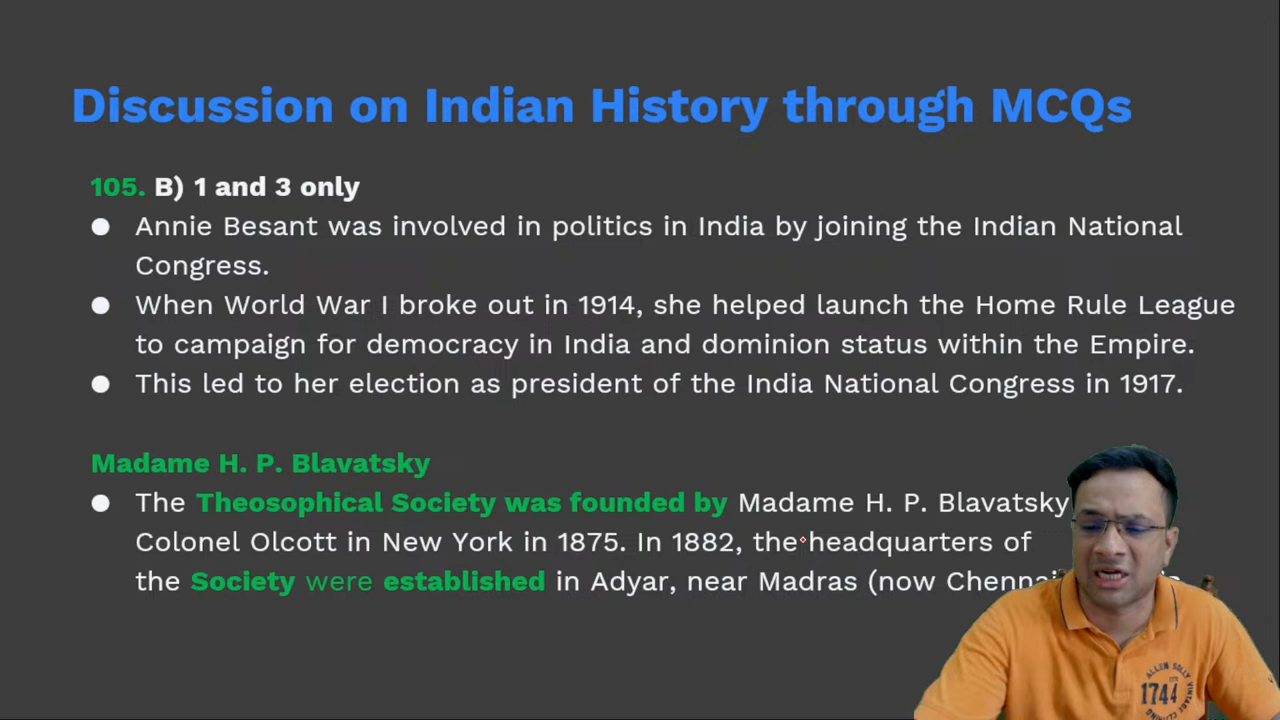 Discussion on Indian History through MCQs
105. B) 1 and 3 only
● Annie Besant was involved in politics in India by joining the Indian National
Congress.
● When World War I broke out in 1914, she helped launch the Home Rule League
to campaign for democracy in India and dominion status within the Empire.
● This led to her election as president of the India National Congress in 1917.
Madame H. P. Blavatsky
● The Theosophical Society was founded by Madame H. P. Blavatsky
Colonel Olcott in New York in 1875. In 1882, the headquarters of
the Society were established in Adyar, near Madras (now Chennai
ALLEN SOLLY
1744